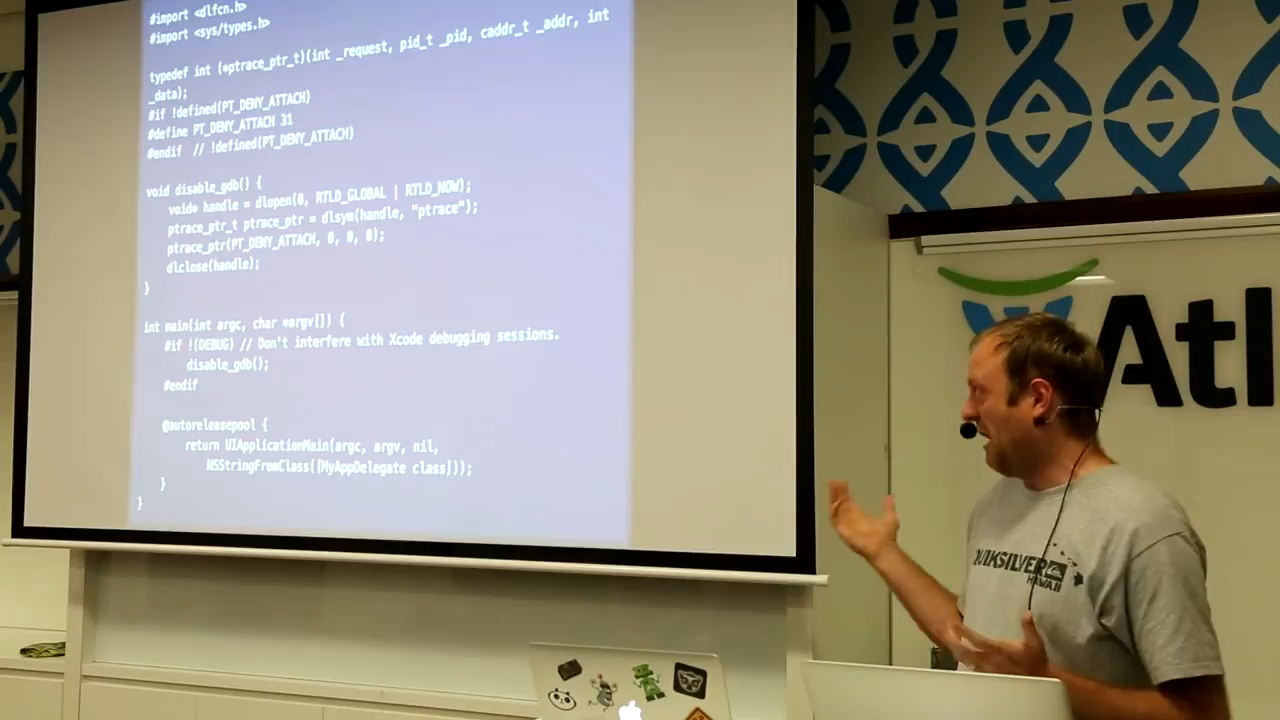 #import <dlfcn.h>
#import <sys/types.h>
typedef int (*ptrace_ptr_t)(int _request, pid_t _pid, caddr_t _addr, int
_data);
#if !defined(PT_DENY_ATTACH)
#define PT_DENY_ATTACH 31
#endif // !defined(PT_DENY_ATTACH)
void disable_gdb() {
void* handle = dlopen(0, RTLD_GLOBAL | RTLD_NOW);
ptrace_ptr_t ptrace_ptr = dlsym(handle, "ptrace");
ptrace_ptr(PT_DENY_ATTACH, 0, 0, 0);
dlclose(handle);
}
int main(int argc, char *argv[]) {
#if !(DEBUG) // Don't interfere with Xcode debugging sessions.
disable_gdb();
#endif
@autoreleasepool {
return UIApplicationMain(argc, argv, nil,
NSStringFromClass([MyAppDelegate class]));
}
}
Atl
QUIKSILVER
HAWAII